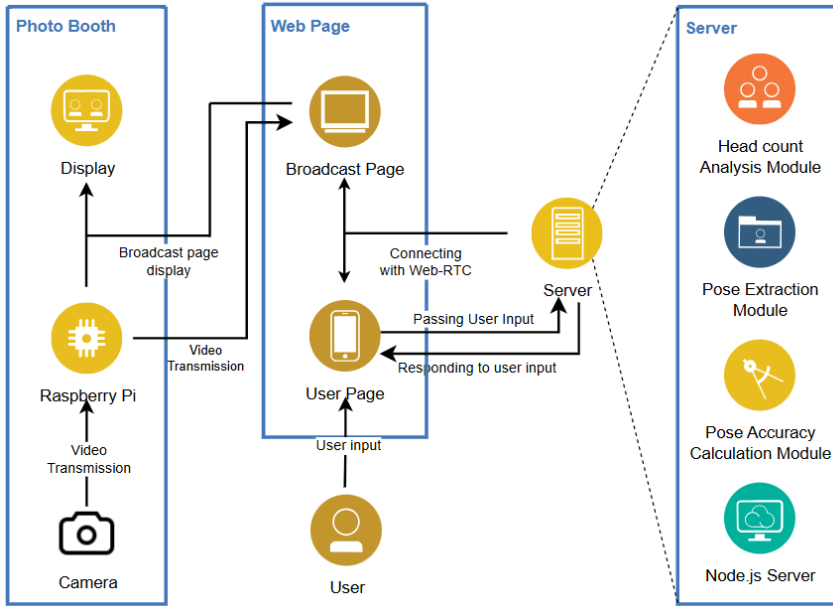 Photo Booth
Display
Broadcast page
display
Raspberry Pi
Video
Transmission
Video
Transmission
Camera
Web Page
Broadcast Page
Connecting
with Web-RTC
Passing User Input
Responding to user input
User Page
User input
User
Server
Server
Head count
Analysis Module
Pose Extraction
Module
Pose Accuracy
Calculation Module
Node.js Server